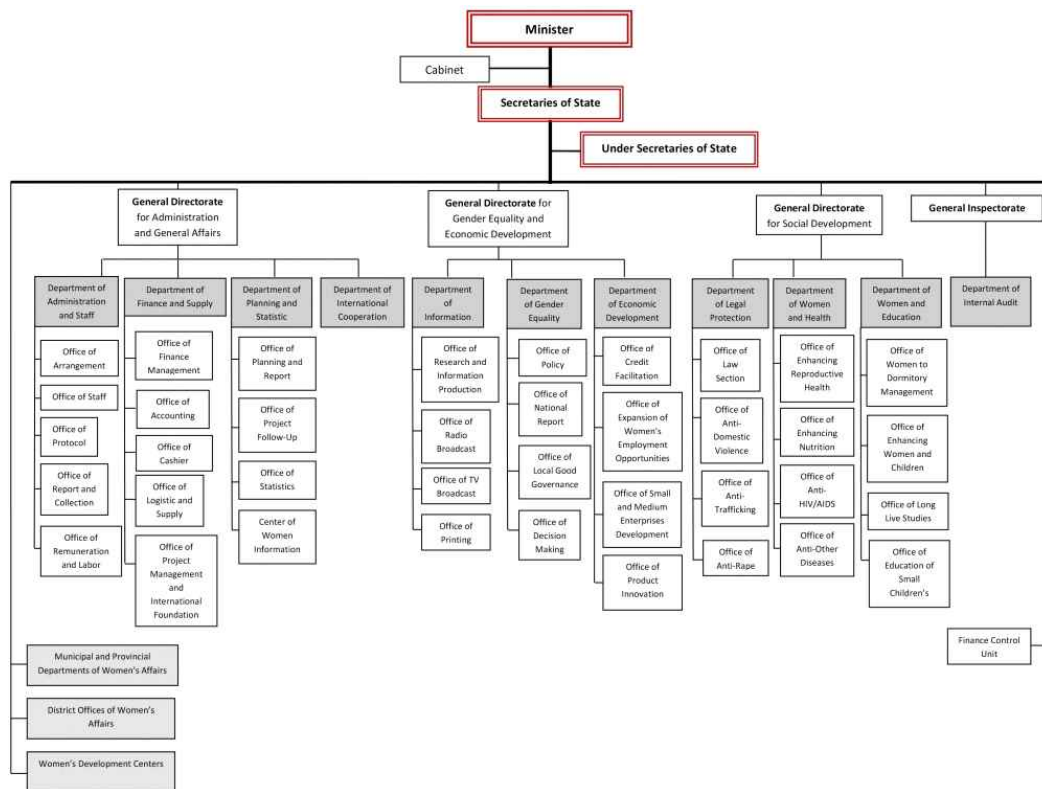 Minister
Cabinet
Secretaries of State
Under Secretaries of State
General Directorate
for Administration
and General Affairs
General Directorate for
Gender Equality and
Economic Development
General Directorate
for Social Development
General Inspectorate
Department of
Administration
and Staff
Department of
Finance and Supply
Department of
Planning and
Statistic
Department of
International
Cooperation
Department
of
Information
Department
of Gender
Equality
Department
of Economic
Development
Department
of Legal
Protection
Department
of Women
and Health
Department
of Women and
Education
Department of
Internal Audit
Office of
Arrangement
Office of Staff
Office of
Protocol
Office of
Report and
Collection
Office of
Remuneration
and Labor
Office of
Finance
Management
Office of
Accounting
Office of
Cashier
Office of
Logistic and
Supply
Office of
Project
Management
and
International
Foundation
Office of
Planning and
Report
Office of
Project
Follow-Up
Office of
Statistics
Center of
Women
Information
Office of
Research and
Information
Production
Office of
Radio
Broadcast
Office of TV
Broadcast
Office of
Printing
Office of
Policy
Office of
National
Report
Office of
Local Good
Governance
Office of
Decision
Making
Office of
Credit
Facilitation
Office of
Expansion of
Women's
Employment
Opportunities
Office of Small
and Medium
Enterprises
Development
Office of
Product
Innovation
Office of
Law
Section
Office of
Anti-
Domestic
Violence
Office of
Anti-
Trafficking
Office of
Anti-Rape
Office of
Enhancing
Reproductive
Health
Office of
Enhancing
Nutrition
Office of
Anti-
HIV/AIDS
Office of
Anti-Other
Diseases
Office of
Women to
Dormitory
Management
Office of
Enhancing
Women and
Children
Office of Long
Live Studies
Office of
Education of
Small
Children's
Finance Control
Unit
Municipal and Provincial
Departments of Women's Affairs
District Offices of Women's
Affairs
Women's Development Centers